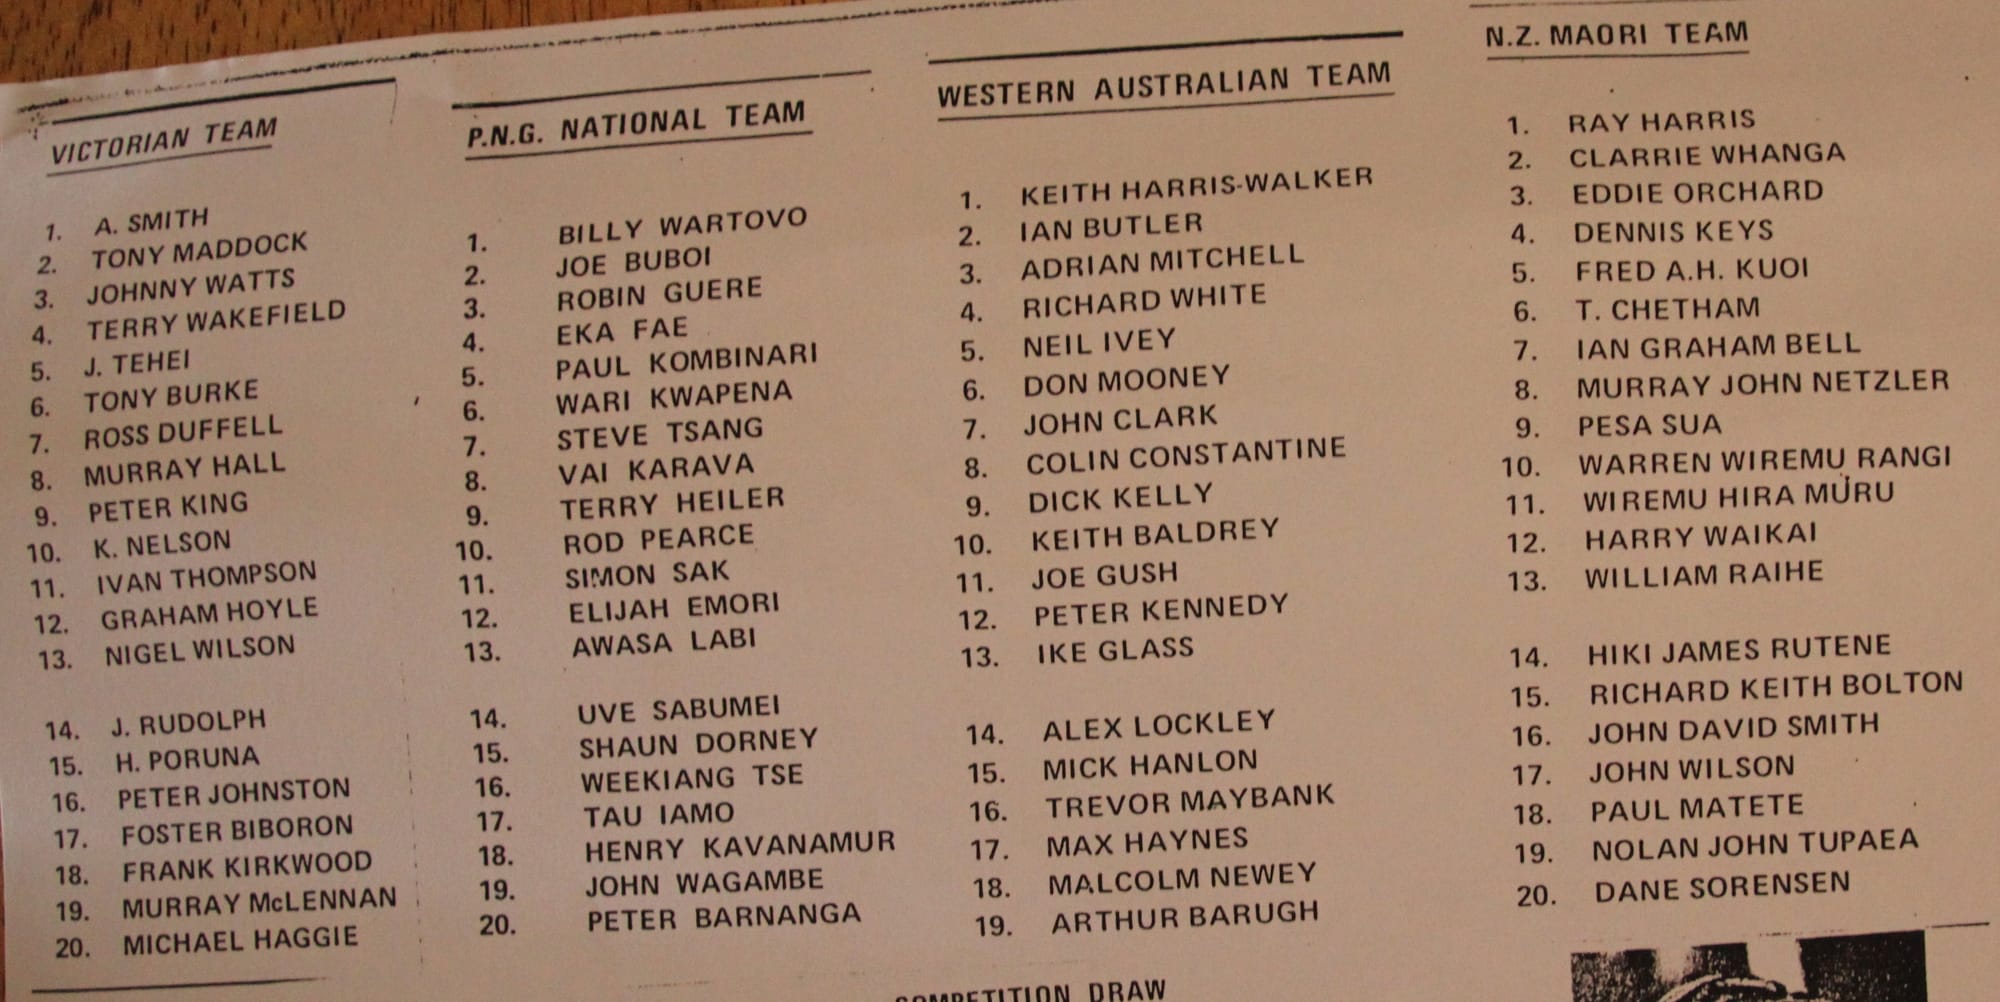 VICTORIAN TEAM
1. A. SMITH
2. TONY MADDOCK
3. JOHNNY WATTS
4. TERRY WAKEFIELD
5. J. TEHEI
6. TONY BURKE
7. ROSS DUFFELL
8. MURRAY HALL
9. PETER KING
10. K. NELSON
11. IVAN THOMPSON
12. GRAHAM HOYLE
13. NIGEL WILSON
14. J. RUDOLPH
15. H. PORUNA
16. PETER JOHNSTON
17. FOSTER BIBORON
18. FRANK KIRKWOOD
19. MURRAY McLENNAN
20. MICHAEL HAGGIE
P.N.G. NATIONAL TEAM
1. BILLY WARTOVO
2. JOE BUBOI
3. ROBIN GUERE
4. EKA FAE
5. PAUL KOMBINARI
6. WARI KWAPENA
7. STEVE TSANG
8. VAI KARAVA
9. TERRY HEILER
10. ROD PEARCE
11. SIMON SAK
12. ELIJAH EMORI
13. AWASA LABI
14. UVE SABUMEI
15. SHAUN DORNEY
16. WEEKIANG TSE
17. TAU IAMO
18. HENRY KAVANAMUR
19. JOHN WAGAMBE
20. PETER BARNANGA
WESTERN AUSTRALIAN TEAM
1. KEITH HARRIS-WALKER
2. IAN BUTLER
3. ADRIAN MITCHELL
4. RICHARD WHITE
5. NEIL IVEY
6. DON MOONEY
7. JOHN CLARK
8. COLIN CONSTANTINE
9. DICK KELLY
10. KEITH BALDREY
11. JOE GUSH
12. PETER KENNEDY
13. IKE GLASS
14. ALEX LOCKLEY
15. MICK HANLON
16. TREVOR MAYBANK
17. MAX HAYNES
18. MALCOLM NEWEY
19. ARTHUR BARUGH
N.Z. MAORI TEAM
1. RAY HARRIS
2. CLARRIE WHANGA
3. EDDIE ORCHARD
4. DENNIS KEYS
5. FRED A.H. KUOI
6. T. CHETHAM
7. IAN GRAHAM BELL
8. MURRAY JOHN NETZLER
9. PESA SUA
10. WARREN WIREMU RANGI
11. WIREMU HIRA MURU
12. HARRY WAIKAI
13. WILLIAM RAIHE
14. HIKI JAMES RUTENE
15. RICHARD KEITH BOLTON
16. JOHN DAVID SMITH
17. JOHN WILSON
18. PAUL MATETE
19. NOLAN JOHN TUPAEA
20. DANE SORENSEN
COMPETITION DRAW